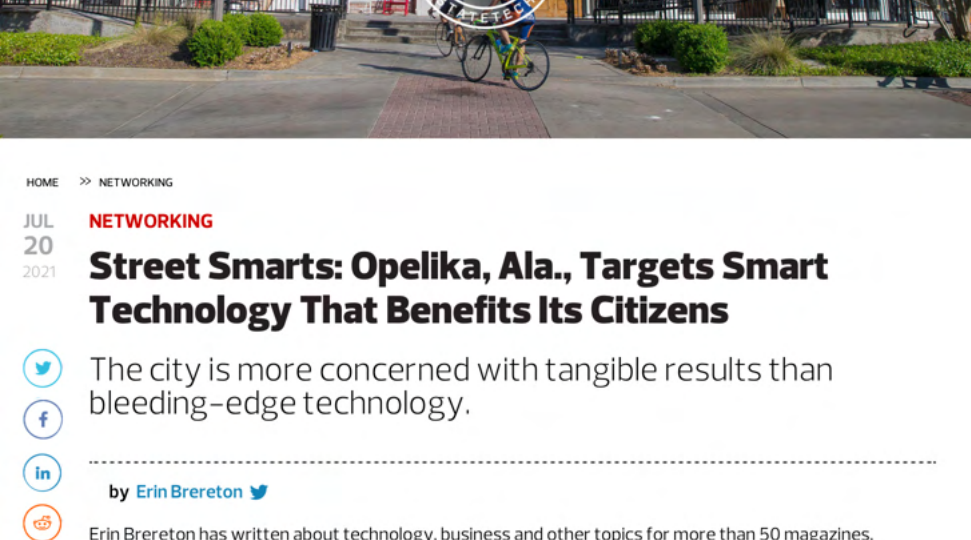 STATETECH
HOME >> NETWORKING
JUL
20
2021
NETWORKING
Street Smarts: Opelika, Ala., Targets Smart
Technology That Benefits Its Citizens
The city is more concerned with tangible results than
bleeding-edge technology.
in
by Erin Brereton
Erin Brereton has written about technology, business and other topics for more than 50 magazines,